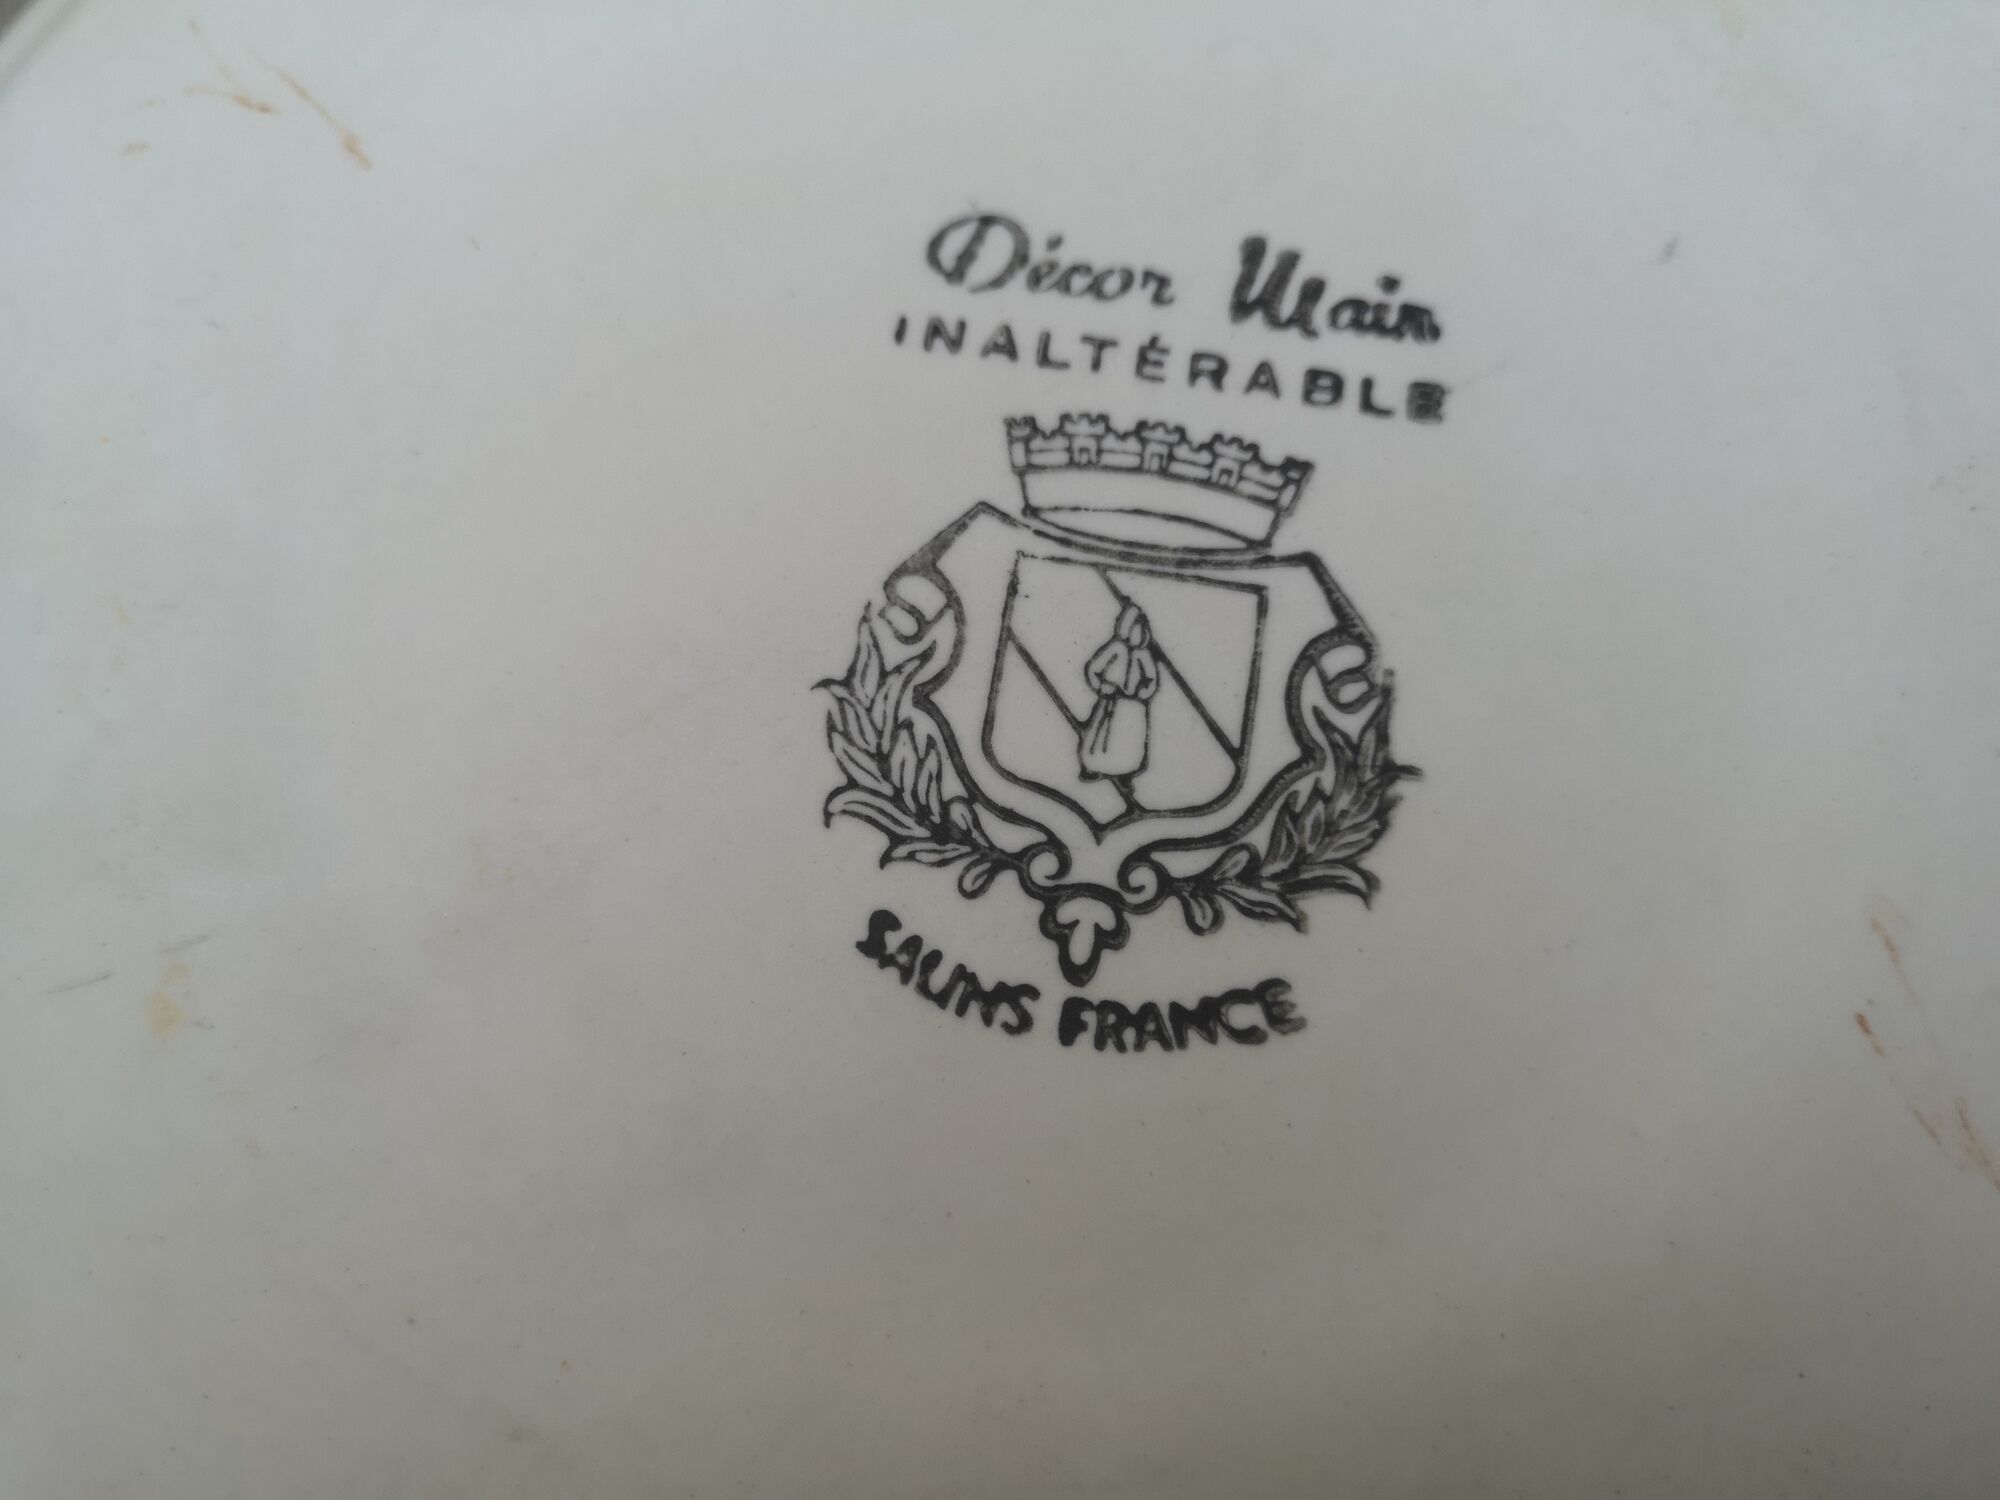 Décor Main
INALTÉRABLE
SALINS FRANCE